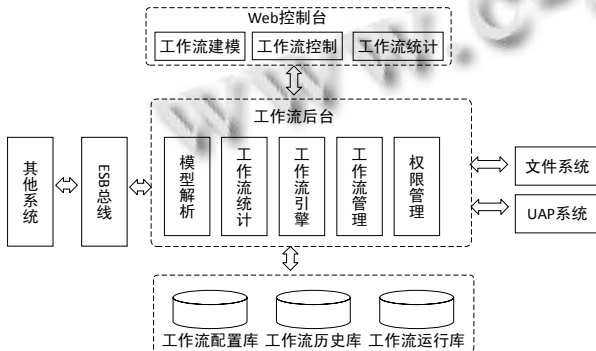 Web控制台
工作流建模
工作流控制
工作流统计
工作流后台
其他系统
ESB总线
模型解析
工作流统计
工作流引擎
工作流管理
权限管理
文件系统
UAP系统
工作流配置库
工作流历史库
工作流运行库
www.c-